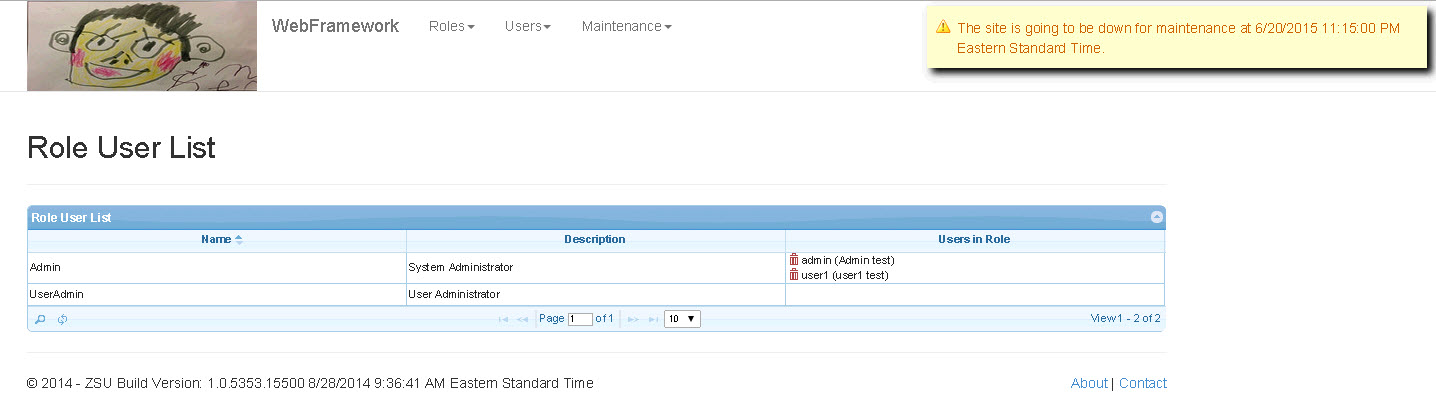 WebFramework Roles Users Maintenance
The site is going to be down for maintenance at 6/20/2015 11:15:00 PM
Eastern Standard Time.
Role User List
Role User List
Name Description Users in Role
Admin System Administrator admin (Admin test)
user1 (user1 test)
UserAdmin User Administrator
Page 1 of 1 10 View 1 - 2 of 2
© 2014 - ZSU Build Version: 1.0.5353.15500 8/28/2014 9:36:41 AM Eastern Standard Time About | Contact